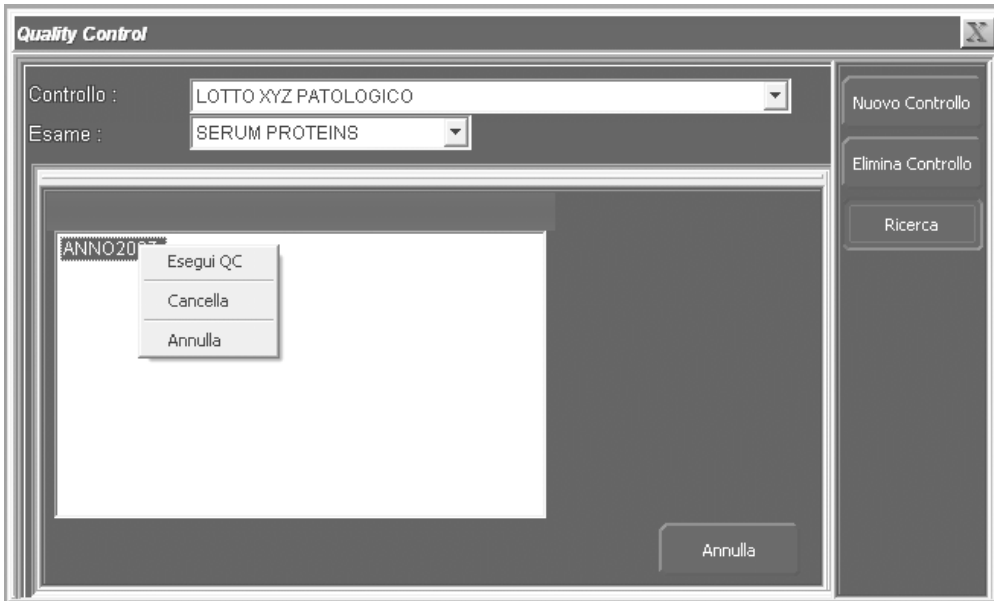 Quality Control
X
Controllo :
LOTTO XYZ PATOLOGICO
Esame :
SERUM PROTEINS
Nuovo Controllo
Elimina Controllo
Ricerca
Esegui QC
Cancella
Annulla
Annulla